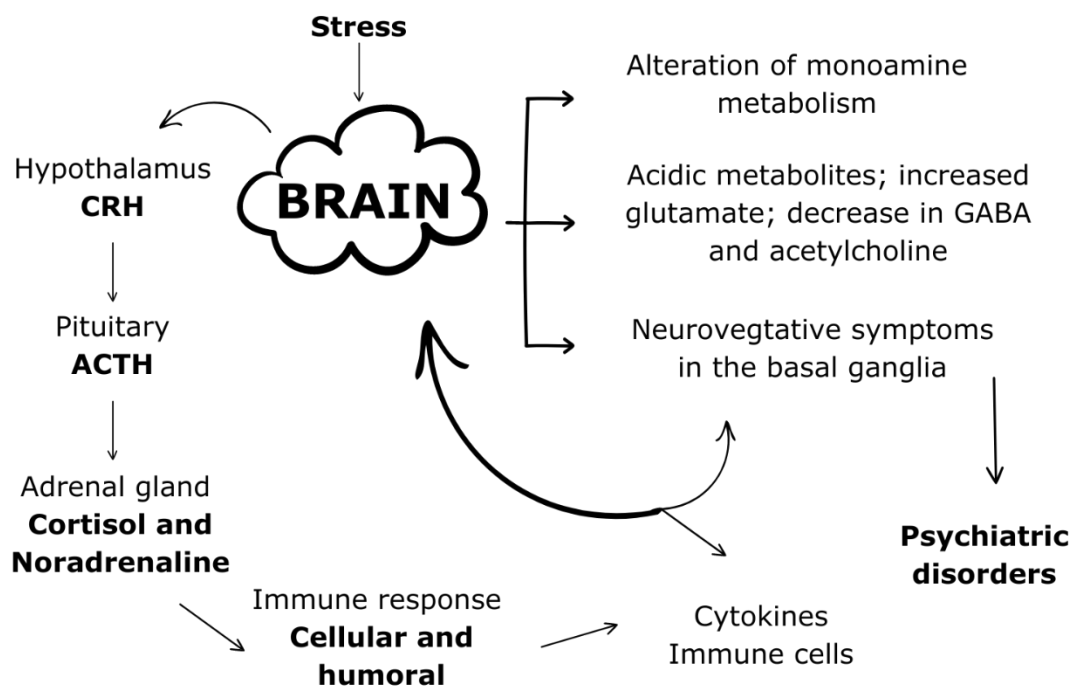 Stress
Hypothalamus
CRH
BRAIN
Pituitary
ACTH
Adrenal gland
Cortisol and
Noradrenaline
Immune response
Cellular and
humoral
Cytokines
Immune cells
Alteration of monoamine
metabolism
Acidic metabolites; increased
glutamate; decrease in GABA
and acetylcholine
Neurovegtative symptoms
in the basal ganglia
Psychiatric
disorders